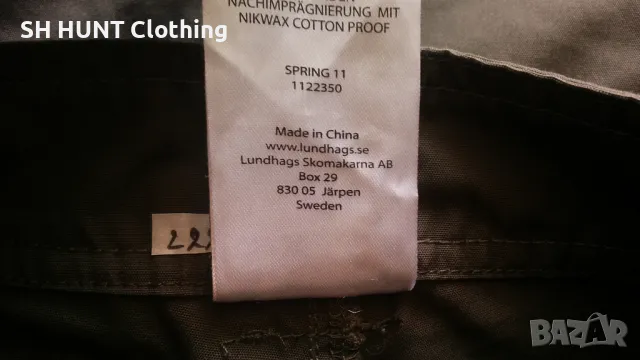 SH HUNT Clothing
NACHIMPRÄGNIERUNG MIT
NIKWAX COTTON PROOF
SPRING 11
1122350
Made in China
www.lundhags.se
Lundhags Skomakarna AB
Box 29
830 05 Järpen
Sweden
BAZAR